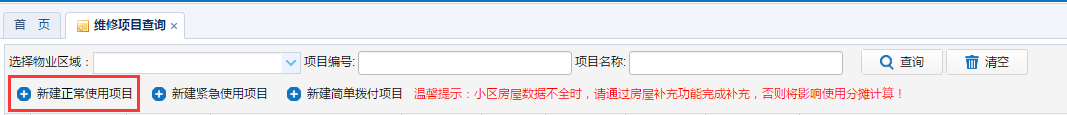 首 页 维修项目查询 ×
选择物业区域： 项目编号: 项目名称: 查询 清空
新建正常使用项目 新建紧急使用项目 新建简单拨付项目 温馨提示：小区房屋数据不全时，请通过房屋补充功能完成补充，否则将影响使用分摊计算！